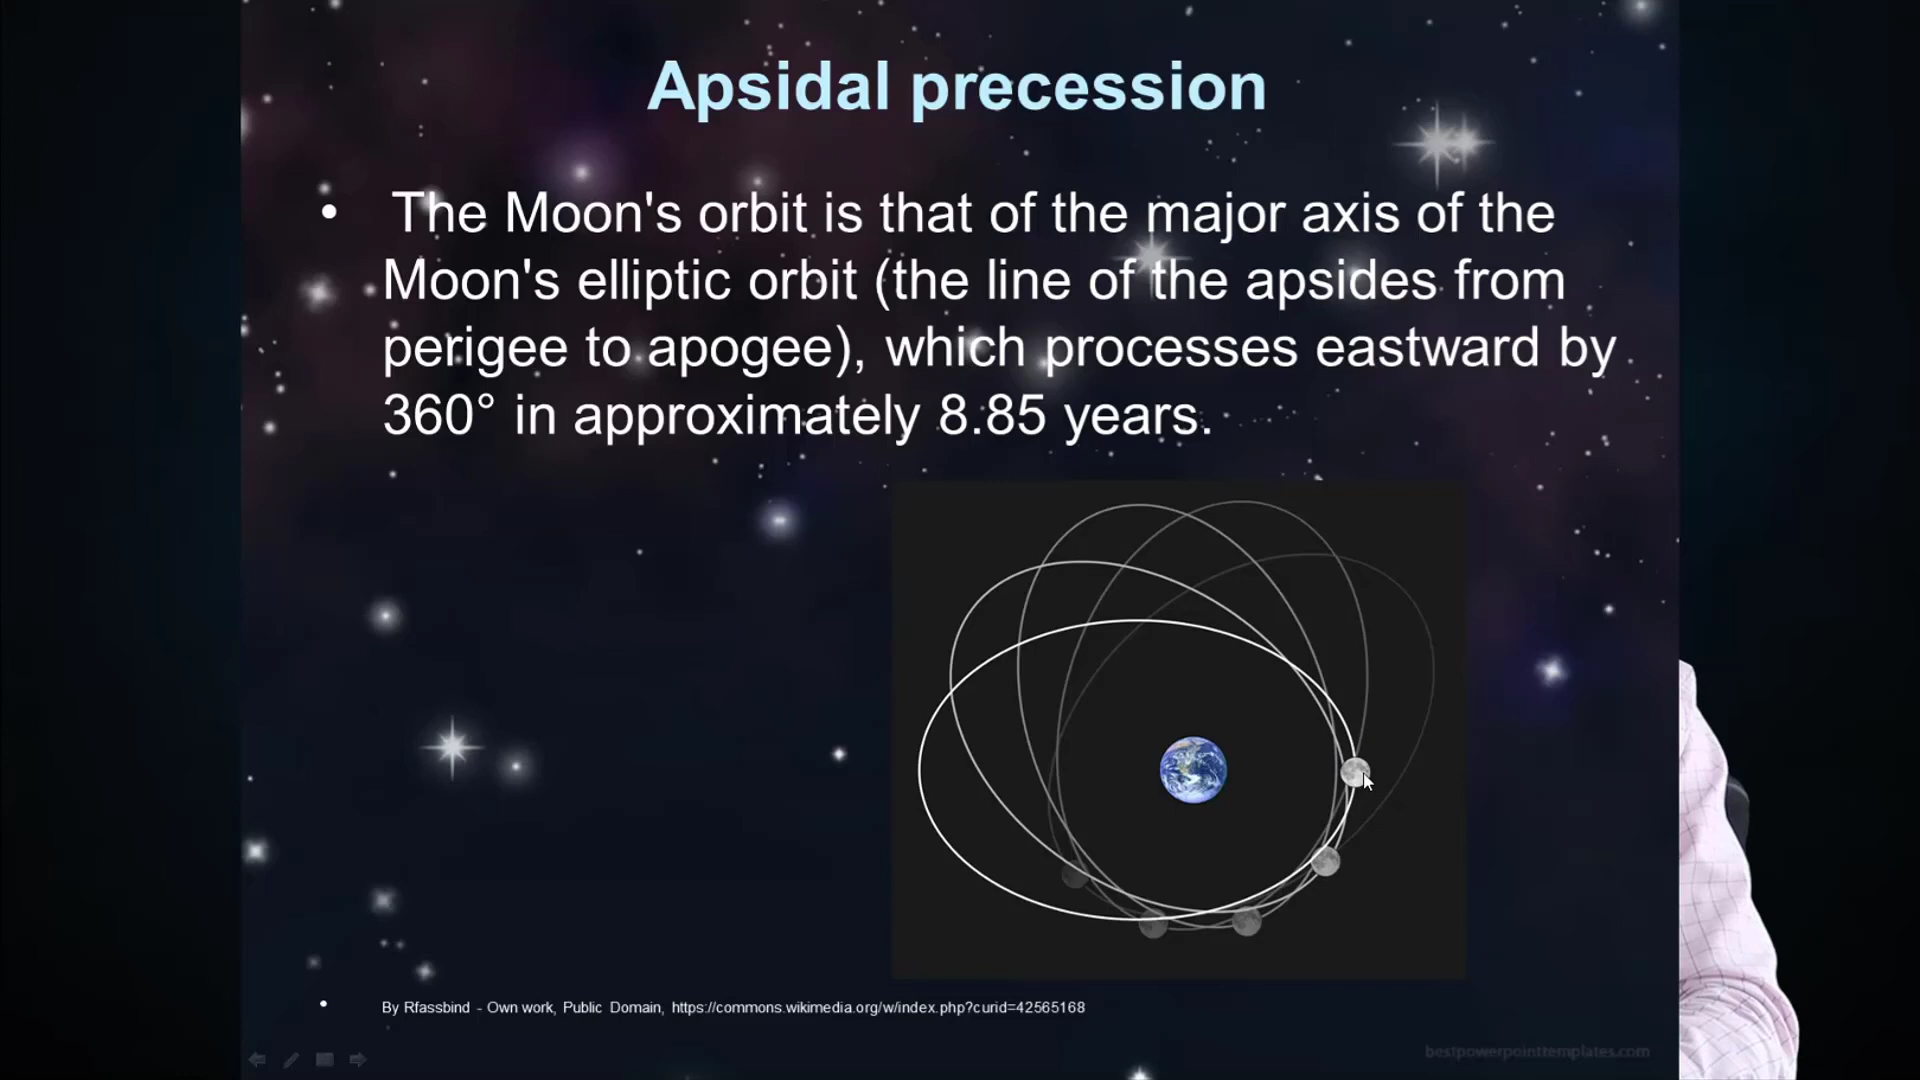 Apsidal precession
• The Moon's orbit is that of the major axis of the
Moon's elliptic orbit (the line of the apsides from
perigee to apogee), which processes eastward by
360° in approximately 8.85 years.
• By Rfassbind - Own work, Public Domain, https://commons.wikimedia.org/w/index.php?curid=42565168
bestpowerpointtemplates.com